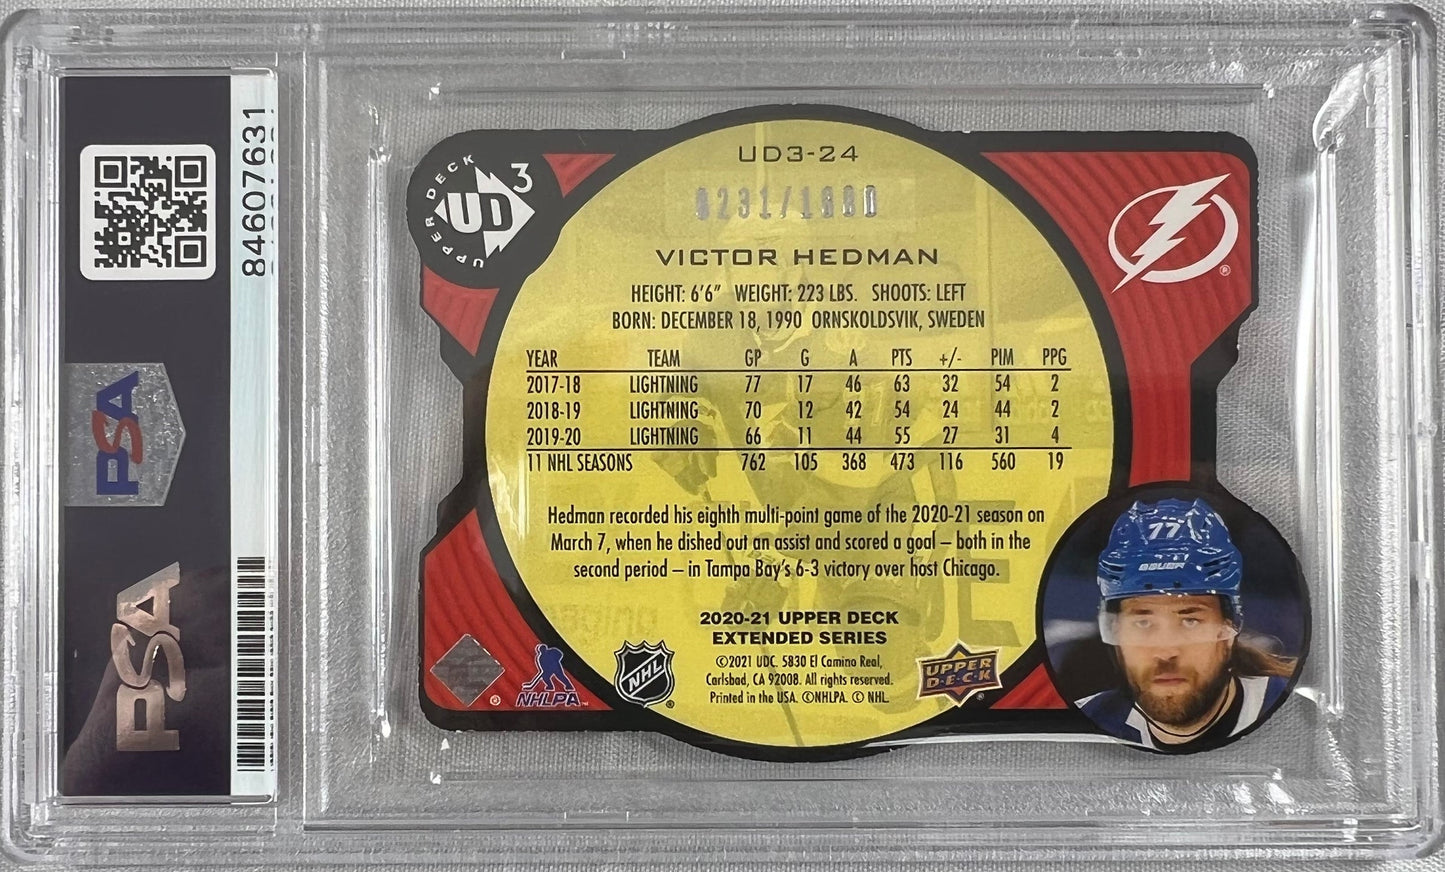 84607631
PSA
PSA
UPPER DECK
UD3
UD3-24
0231/1000
VICTOR HEDMAN
HEIGHT: 6'6" WEIGHT: 223 LBS. SHOOTS: LEFT
BORN: DECEMBER 18, 1990 ORNSKOLDSVIK, SWEDEN
YEAR TEAM GP G A PTS +/- PIM PPG
2017-18 LIGHTNING 77 17 46 63 32 54 2
2018-19 LIGHTNING 70 12 42 54 24 44 2
2019-20 LIGHTNING 66 11 44 55 27 31 4
11 NHL SEASONS 762 105 368 473 116 560 19
Hedman recorded his eighth multi-point game of the 2020-21 season on
March 7, when he dished out an assist and scored a goal – both in the
second period – in Tampa Bay's 6-3 victory over host Chicago.
2020-21 UPPER DECK
EXTENDED SERIES
©2021 UDC. 5830 El Camino Real,
Carlsbad, CA 92008. All rights reserved.
Printed in the USA. ©NHLPA. © NHL.
®
NHLPA™
NHL®
UPPER
D·E·C·K®
®
77
BAUER